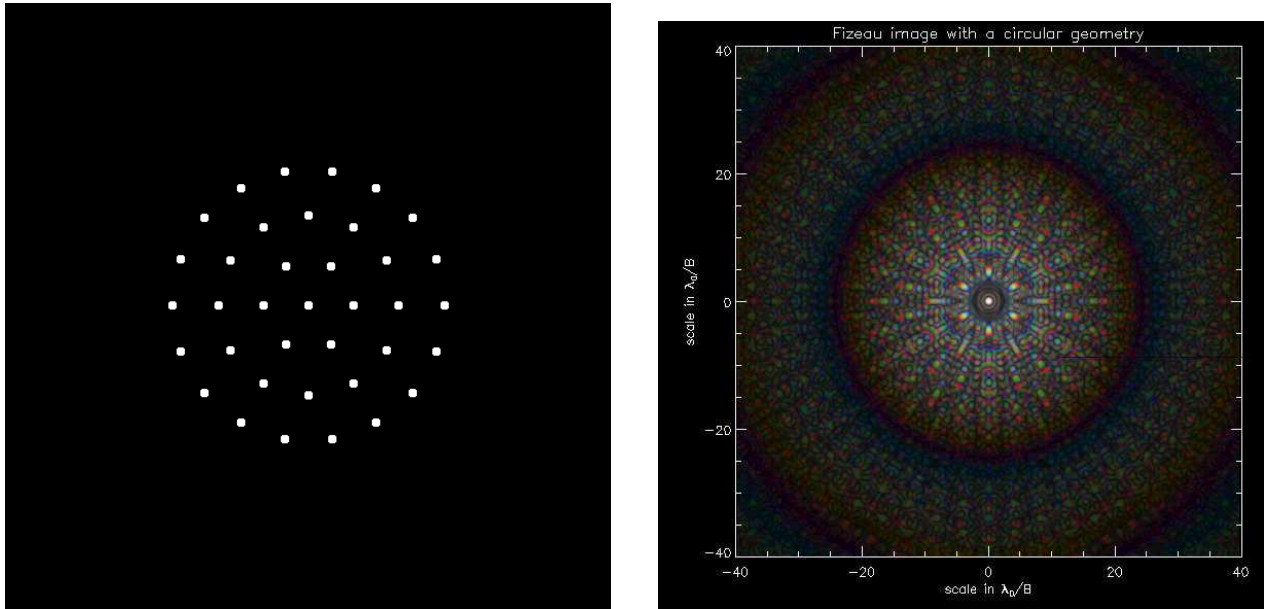 Fizeau image with a circular geometry
40
20
0
−20
−40
scale in λ₀/B
−40 −20 0 20 40
scale in λ₀/B